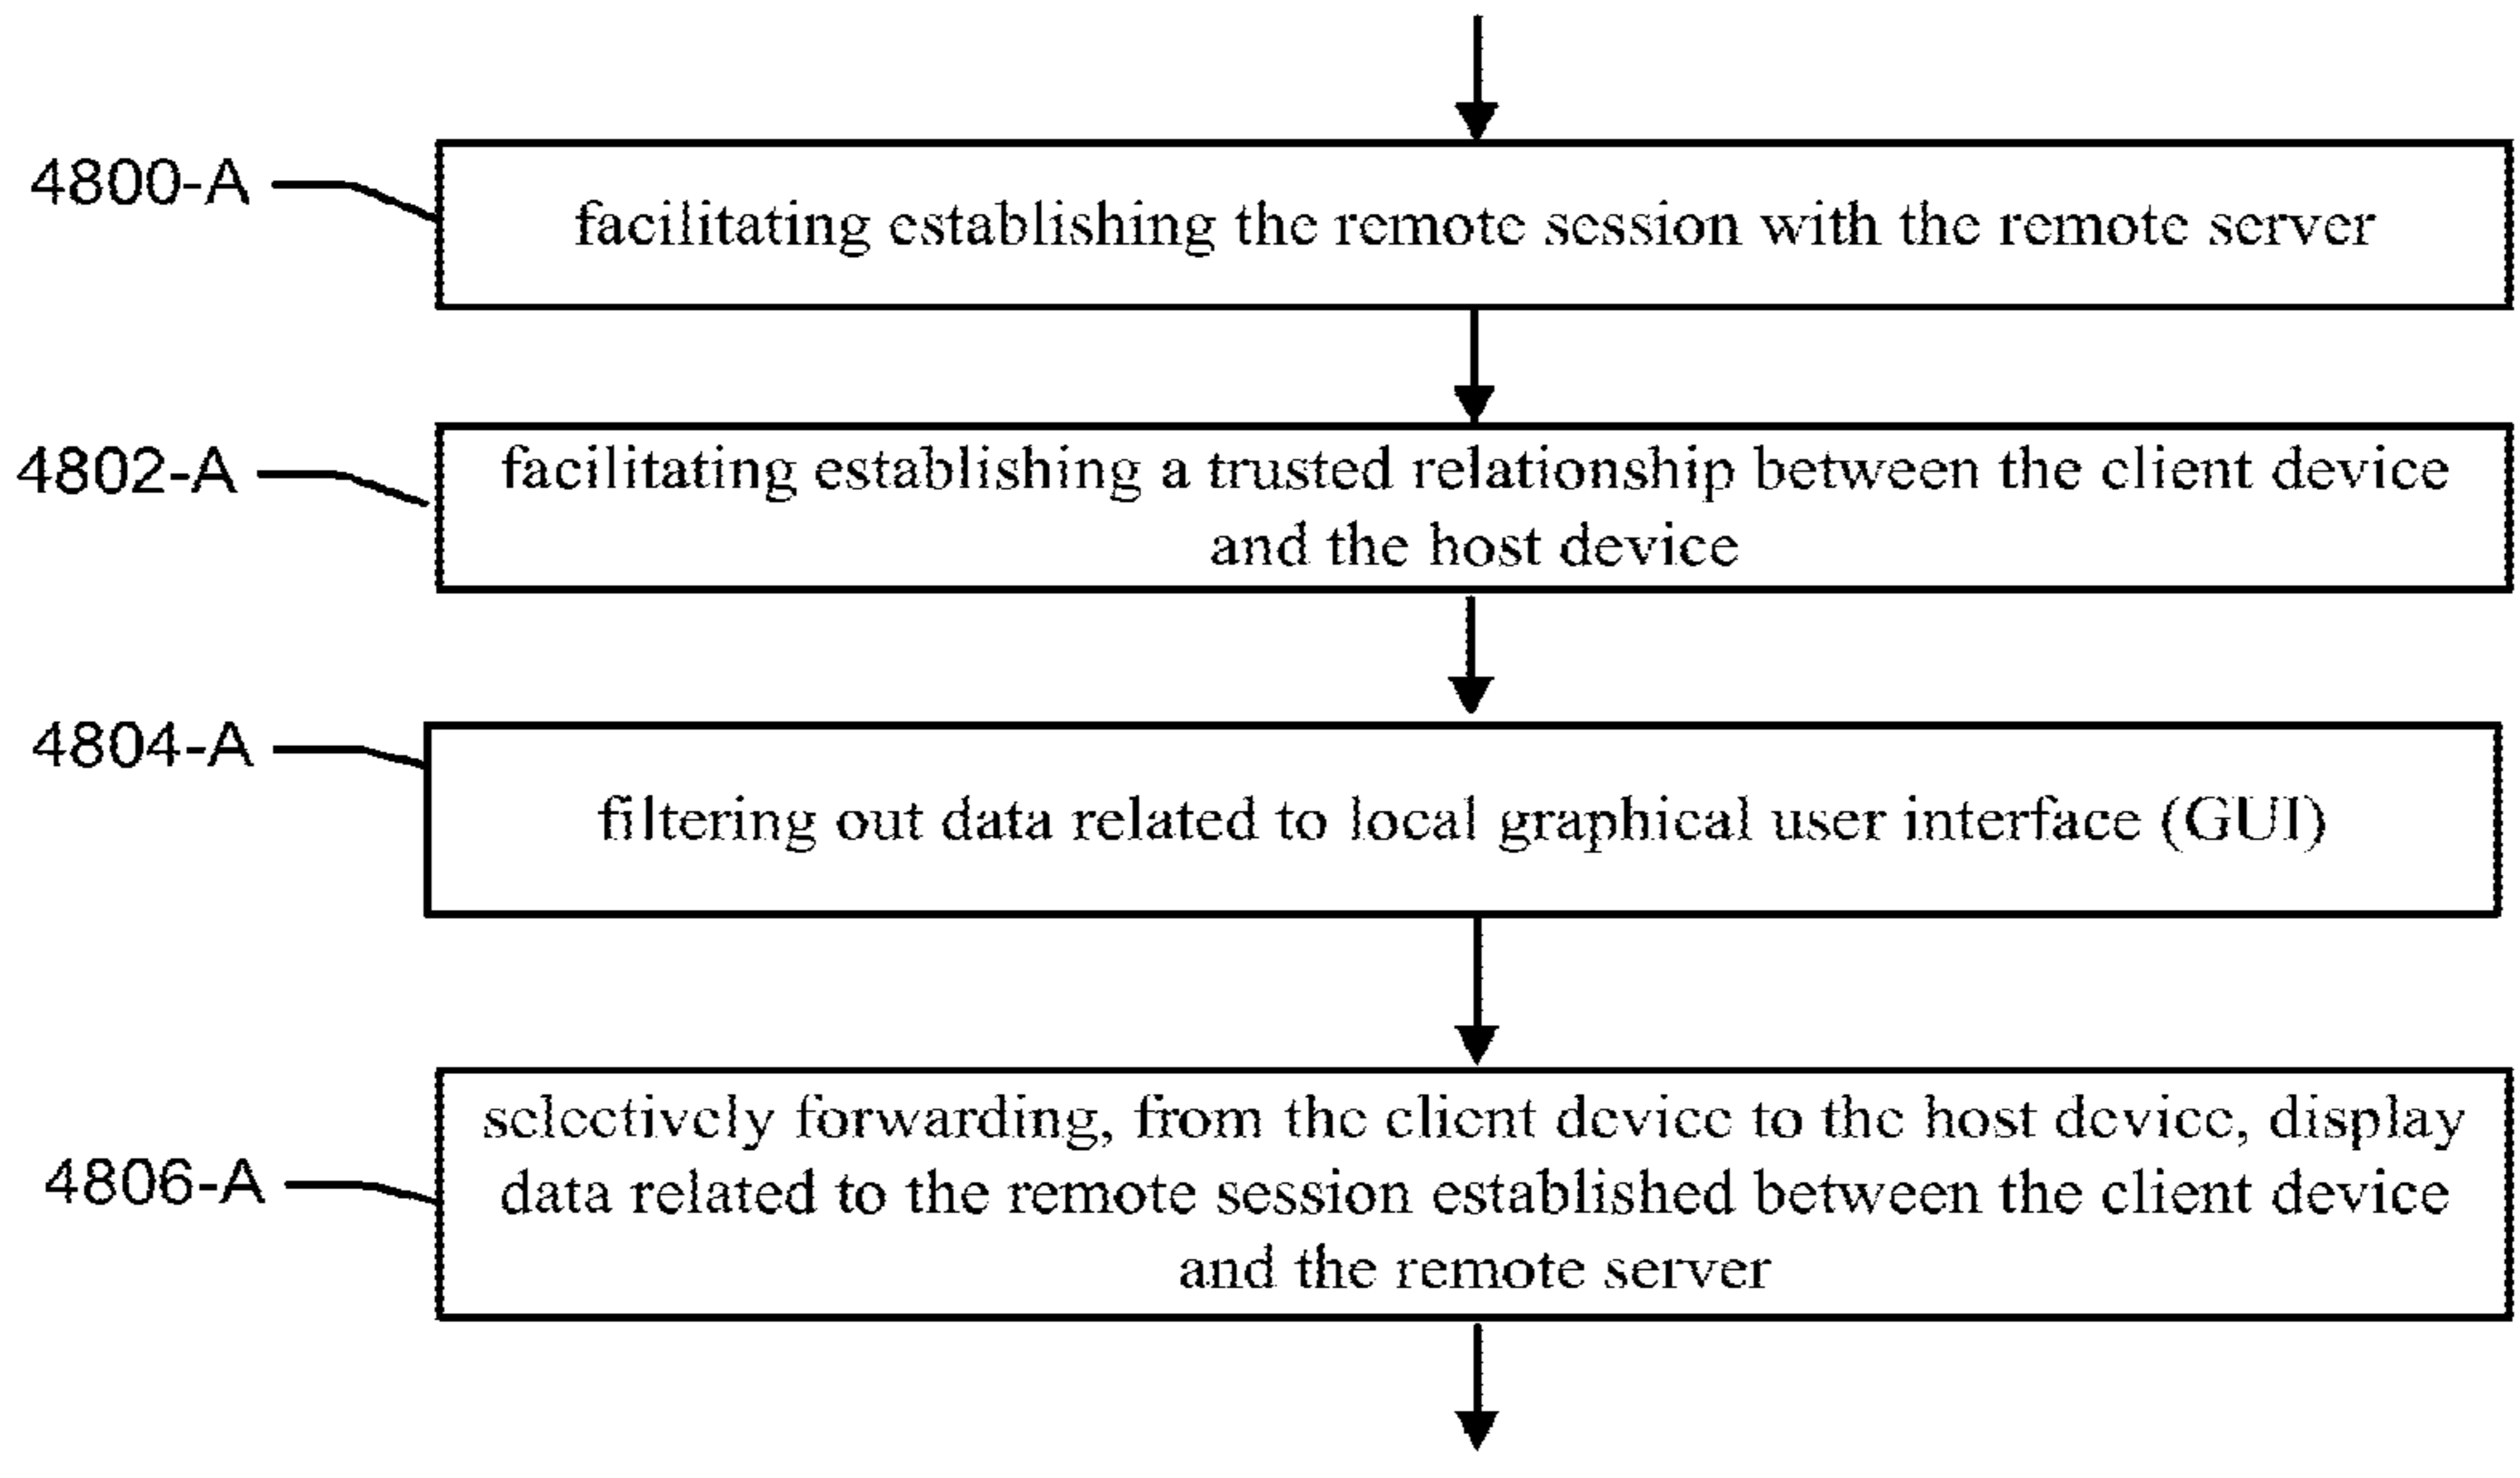 4800-A
facilitating establishing the remote session with the remote server
4802-A
facilitating establishing a trusted relationship between the client device
and the host device
4804-A
filtering out data related to local graphical user interface (GUI)
4806-A
selectively forwarding, from the client device to the host device, display
data related to the remote session established between the client device
and the remote server